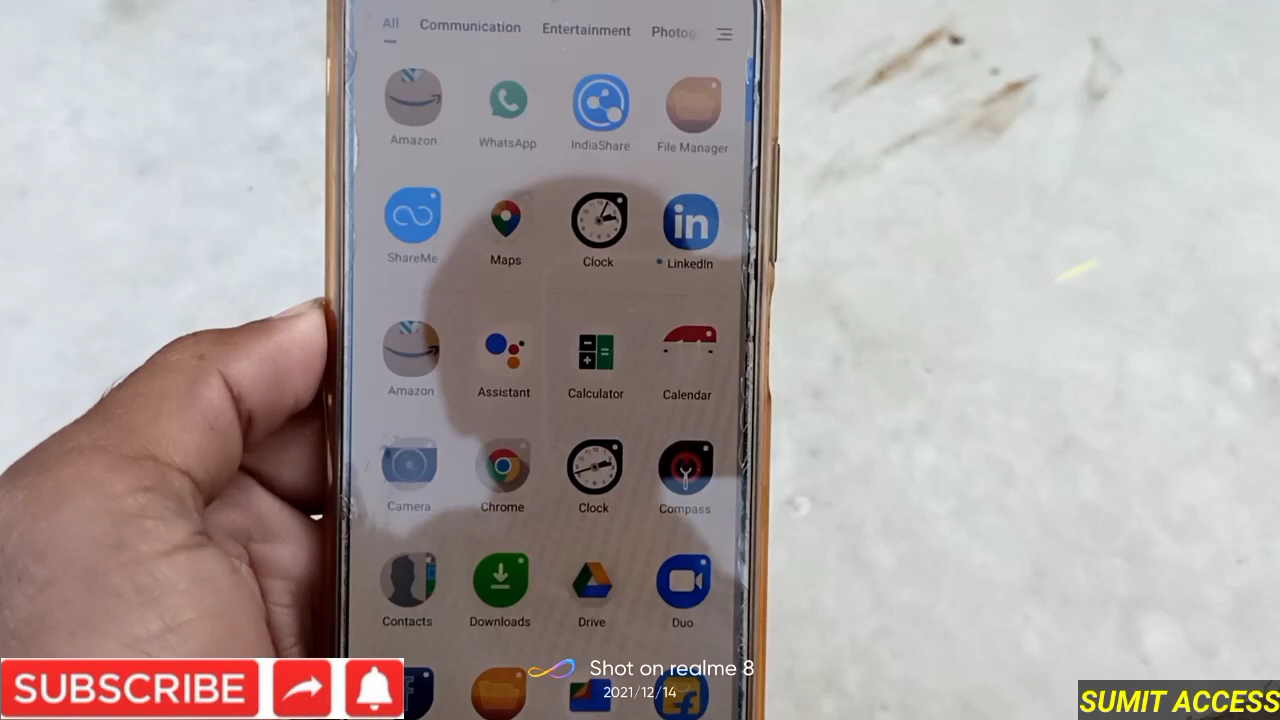 All Communication Entertainment Photog
Amazon WhatsApp IndiaShare File Manager
ShareMe Maps Clock LinkedIn
Amazon Assistant Calculator Calendar
Camera Chrome Clock Compass
Contacts Downloads Drive Duo
SUBSCRIBE
Shot on realme 8
2021/12/14
SUMIT ACCESS